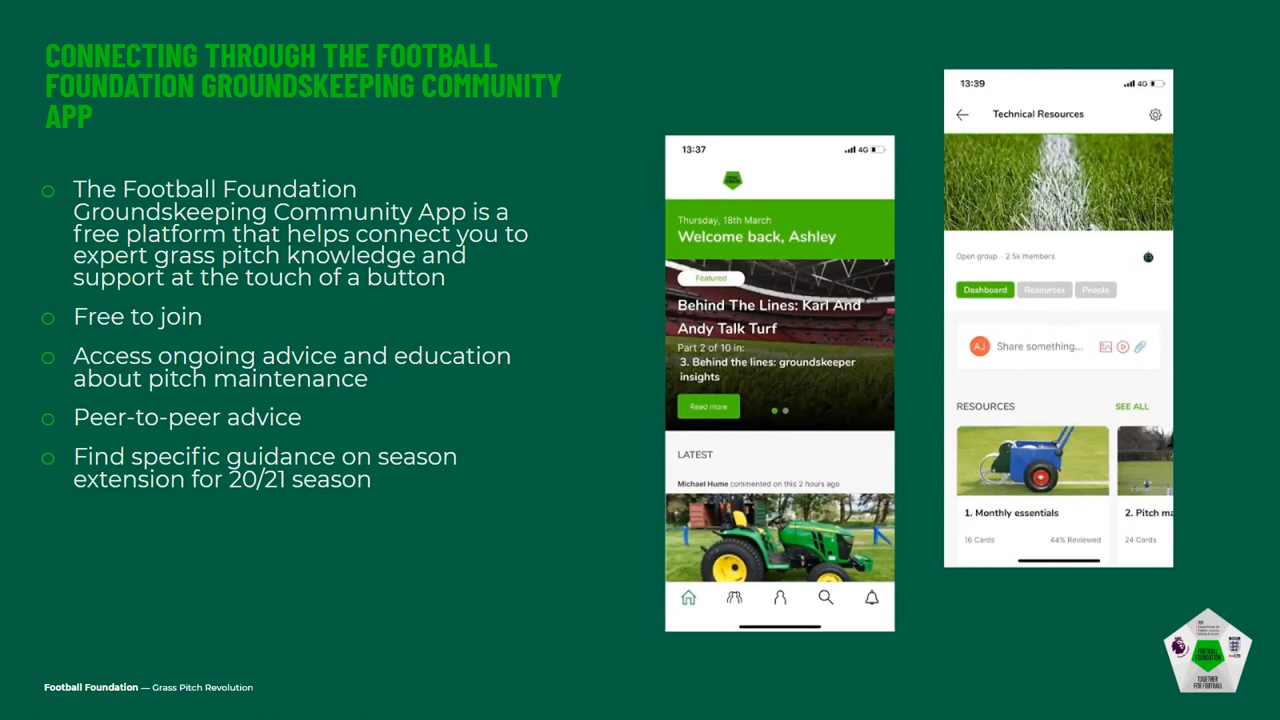 CONNECTING THROUGH THE FOOTBALL
FOUNDATION GROUNDSKEEPING COMMUNITY
APP
The Football Foundation
Groundskeeping Community App is a
free platform that helps connect you to
expert grass pitch knowledge and
support at the touch of a button
Free to join
Access ongoing advice and education
about pitch maintenance
Peer-to-peer advice
Find specific guidance on season
extension for 20/21 season
13:37
4G
Thursday, 18th March
Welcome back, Ashley
Featured
Behind The Lines: Karl And
Andy Talk Turf
Part 2 of 10 in:
3. Behind the lines: groundskeeper
insights
Read more
LATEST
Michael Hume commented on this 2 hours ago
13:39
4G
Technical Resources
Open group · 2.5k members
Dashboard
Resources
People
AJ
Share something...
RESOURCES
SEE ALL
1. Monthly essentials
16 Cards
44% Reviewed
2. Pitch ma
24 Cards
FOOTBALL
FOUNDATION
TOGETHER
FOR FOOTBALL
Football Foundation — Grass Pitch Revolution